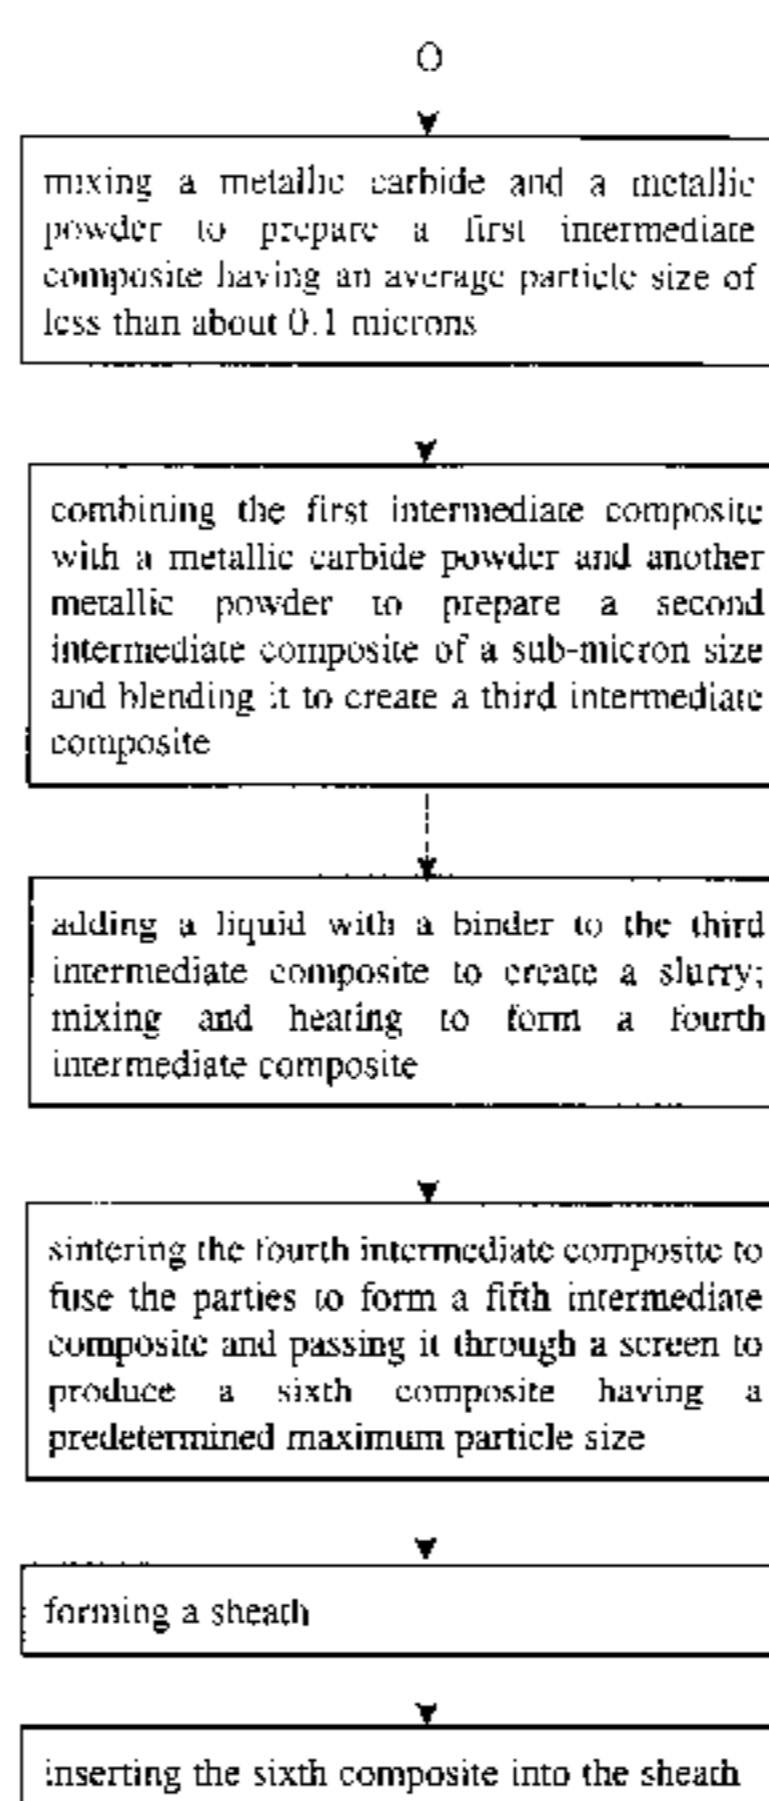 mixing a metallic carbide and a metallic
powder to prepare a first intermediate
composite having an average particle size of
less than about 0.1 microns
combining the first intermediate composite
with a metallic carbide powder and another
metallic powder to prepare a second
intermediate composite of a sub-micron size
and blending it to create a third intermediate
composite
adding a liquid with a binder to the third
intermediate composite to create a slurry;
mixing and heating to form a fourth
intermediate composite
sintering the fourth intermediate composite to
fuse the parties to form a fifth intermediate
composite and passing it through a screen to
produce a sixth composite having a
predetermined maximum particle size
forming a sheath
inserting the sixth composite into the sheath